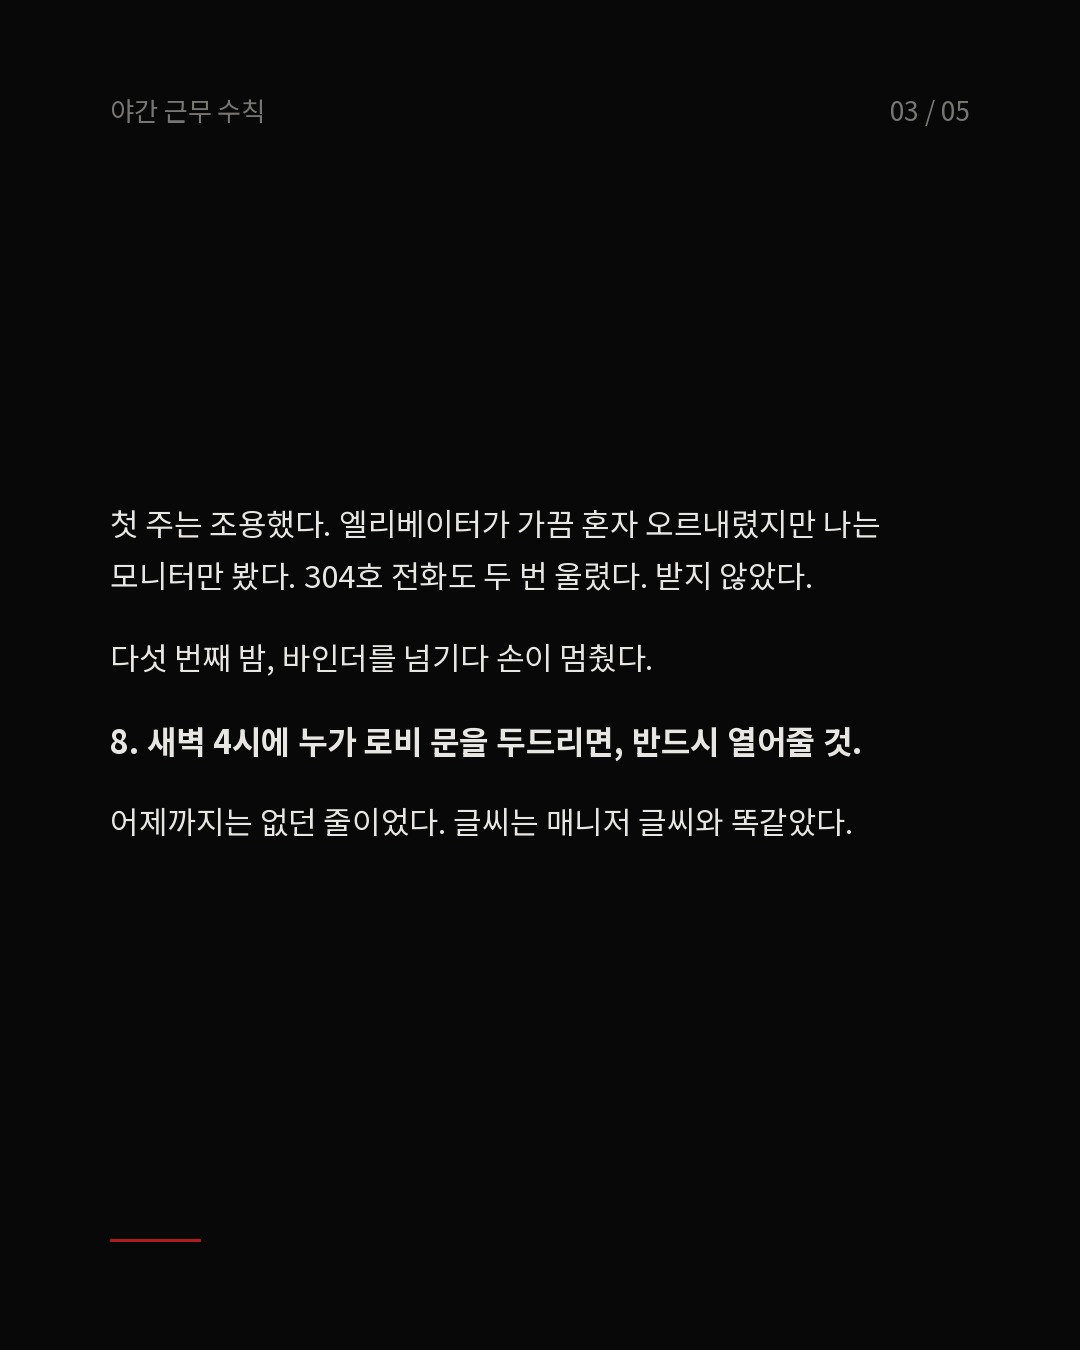 야간 근무 수칙
03 / 05
첫 주는 조용했다. 엘리베이터가 가끔 혼자 오르내렸지만 나는
모니터만 봤다. 304호 전화도 두 번 울렸다. 받지 않았다.
다섯 번째 밤, 바인더를 넘기다 손이 멈췄다.
8. 새벽 4시에 누가 로비 문을 두드리면, 반드시 열어줄 것.
어제까지는 없던 줄이었다. 글씨는 매니저 글씨와 똑같았다.